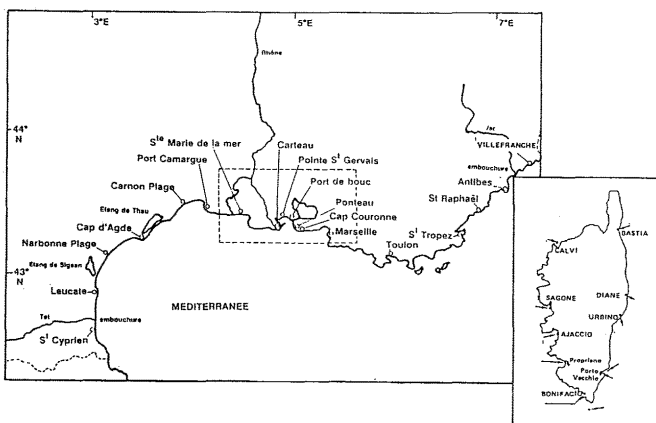 3°E
5°E
7°E
Rhône
44°
N
Ste Marie de la mer
Carteau
Port Camargue
Pointe St Gervais
Carnon Plage
Port de bouc
Etang de Thau
Ponteau
Cap d'Agde
Cap Couronne
Narbonne Plage
Marseille
Etang de Sigean
43°
N
Leucate
MEDITERRANEE
Tet
embouchure
St Cyprien
Var
VILLEFRANCHE
embouchure
Antibes
St Raphaël
St Tropez
Toulon
BASTIA
CALVI
SAGONE
DIANE
URBINO
AJACCIO
Propriano
Porto
Vecchio
BONIFACIO